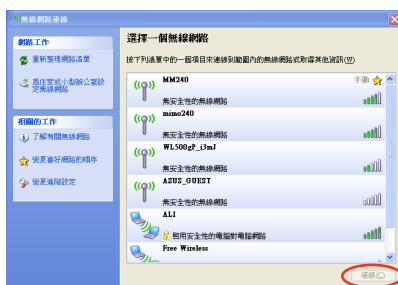 無線網路連線
網路工作
重新整理網路清單
爲住家或小型辦公室設
定無線網路
相關的工作
了解有關無線網路
變更喜好網路的順序
變更進階設定
選擇一個無線網路
按下列清單中的一個項目來連線到範圍內的無線網路或取得其他資訊(W)
MM240 手動
無安全性的無線網路
mimo240
無安全性的無線網路
WL500gP_i3mJ
無安全性的無線網路
ASUS_GUEST
無安全性的無線網路
ALI
啓用安全性的電腦對電腦網路
Free Wireless
連線(C)